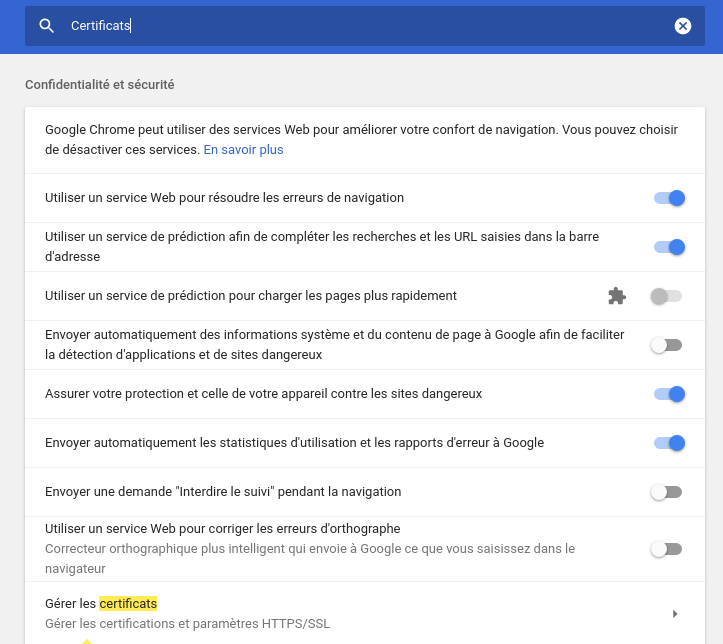 Certificats
Confidentialité et sécurité
Google Chrome peut utiliser des services Web pour améliorer votre confort de navigation. Vous pouvez choisir
de désactiver ces services. En savoir plus
Utiliser un service Web pour résoudre les erreurs de navigation
Utiliser un service de prédiction afin de compléter les recherches et les URL saisies dans la barre
d'adresse
Utiliser un service de prédiction pour charger les pages plus rapidement
Envoyer automatiquement des informations système et du contenu de page à Google afin de faciliter
la détection d'applications et de sites dangereux
Assurer votre protection et celle de votre appareil contre les sites dangereux
Envoyer automatiquement les statistiques d'utilisation et les rapports d'erreur à Google
Envoyer une demande "Interdire le suivi" pendant la navigation
Utiliser un service Web pour corriger les erreurs d'orthographe
Correcteur orthographique plus intelligent qui envoie à Google ce que vous saisissez dans le
navigateur
Gérer les certificats
Gérer les certifications et paramètres HTTPS/SSL